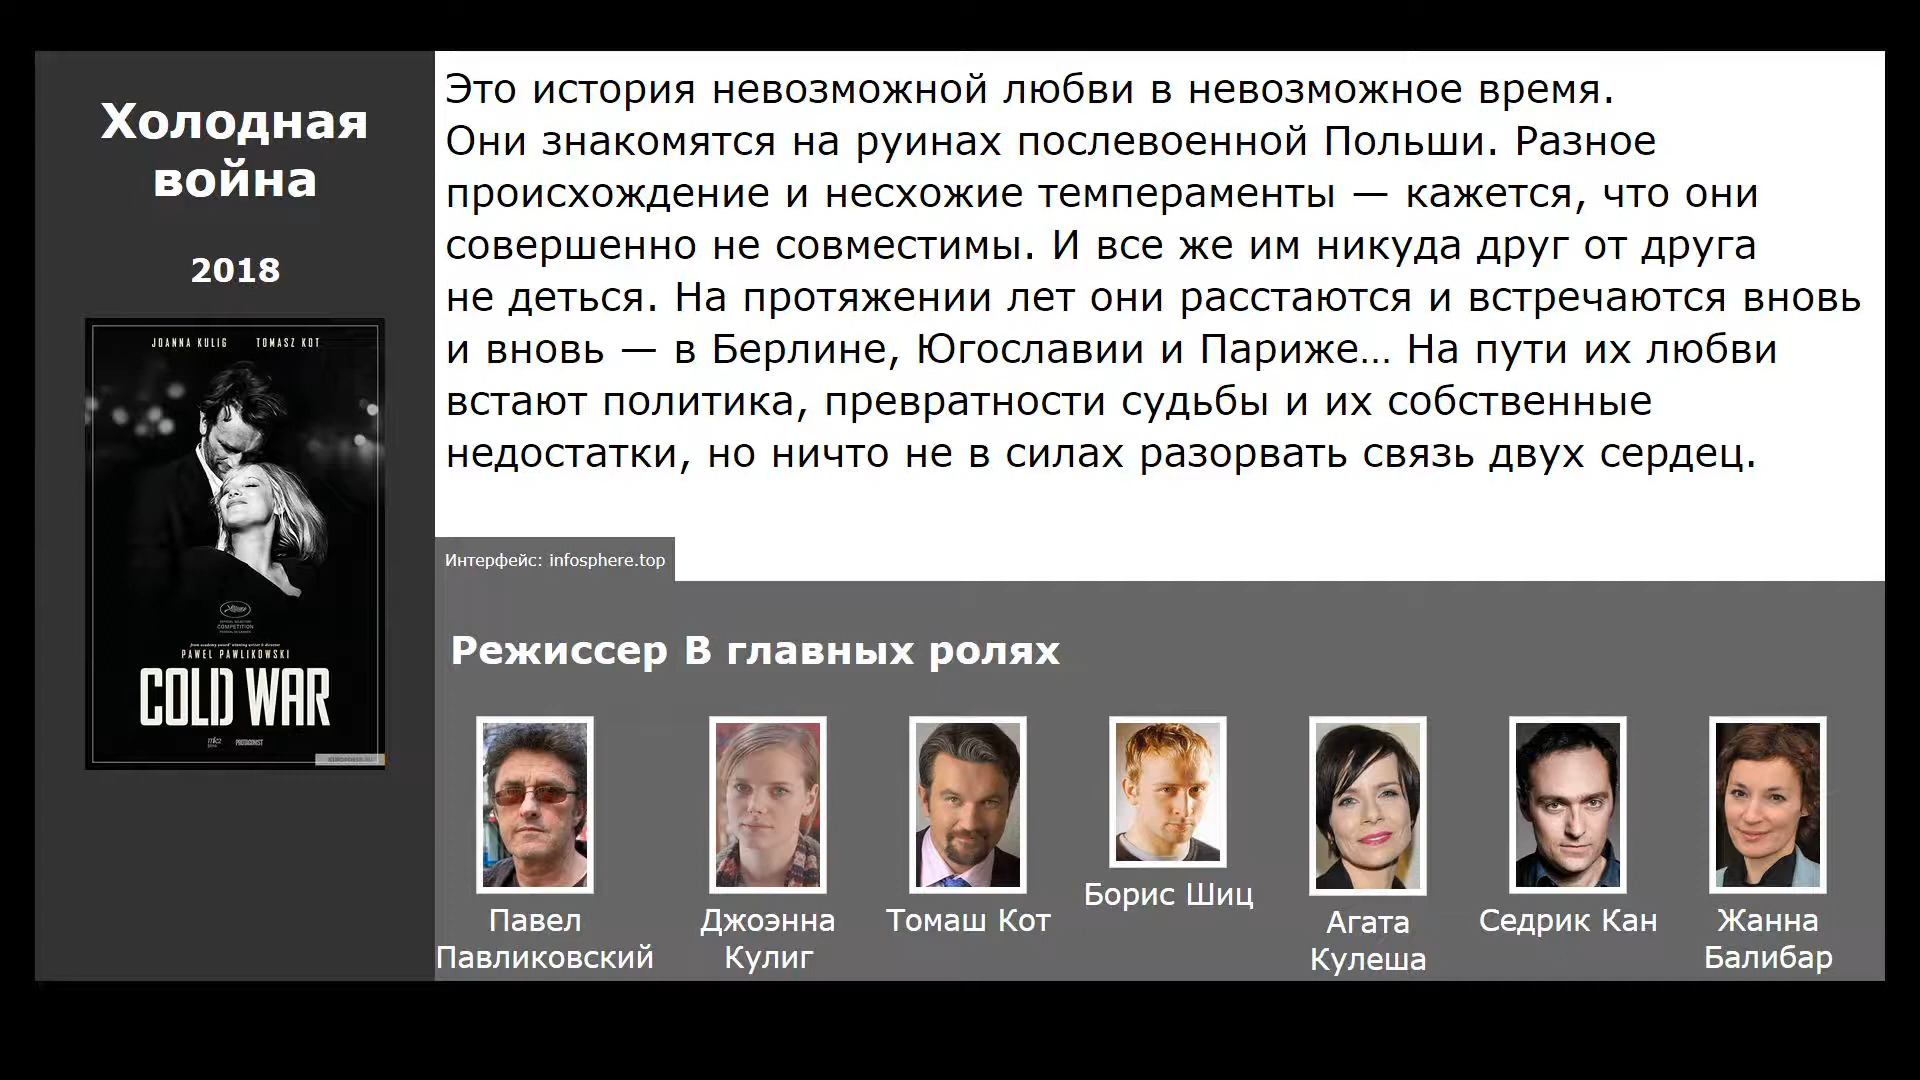 Холодная
война
2018
JOANNA KULIG TOMASZ KOT
COMPETITION
PAWEL PAWLIKOWSKI
COLD WAR
mk2
PROTAGONIST
Это история невозможной любви в невозможное время.
Они знакомятся на руинах послевоенной Польши. Разное
происхождение и несхожие темпераменты — кажется, что они
совершенно не совместимы. И все же им никуда друг от друга
не деться. На протяжении лет они расстаются и встречаются вновь
и вновь — в Берлине, Югославии и Париже... На пути их любви
встают политика, превратности судьбы и их собственные
недостатки, но ничто не в силах разорвать связь двух сердец.
Интерфейс: infosphere.top
Режиссер В главных ролях
Павел
Павликовский
Джоэнна
Кулиг
Томаш Кот
Борис Шиц
Агата
Кулеша
Седрик Кан
Жанна
Балибар